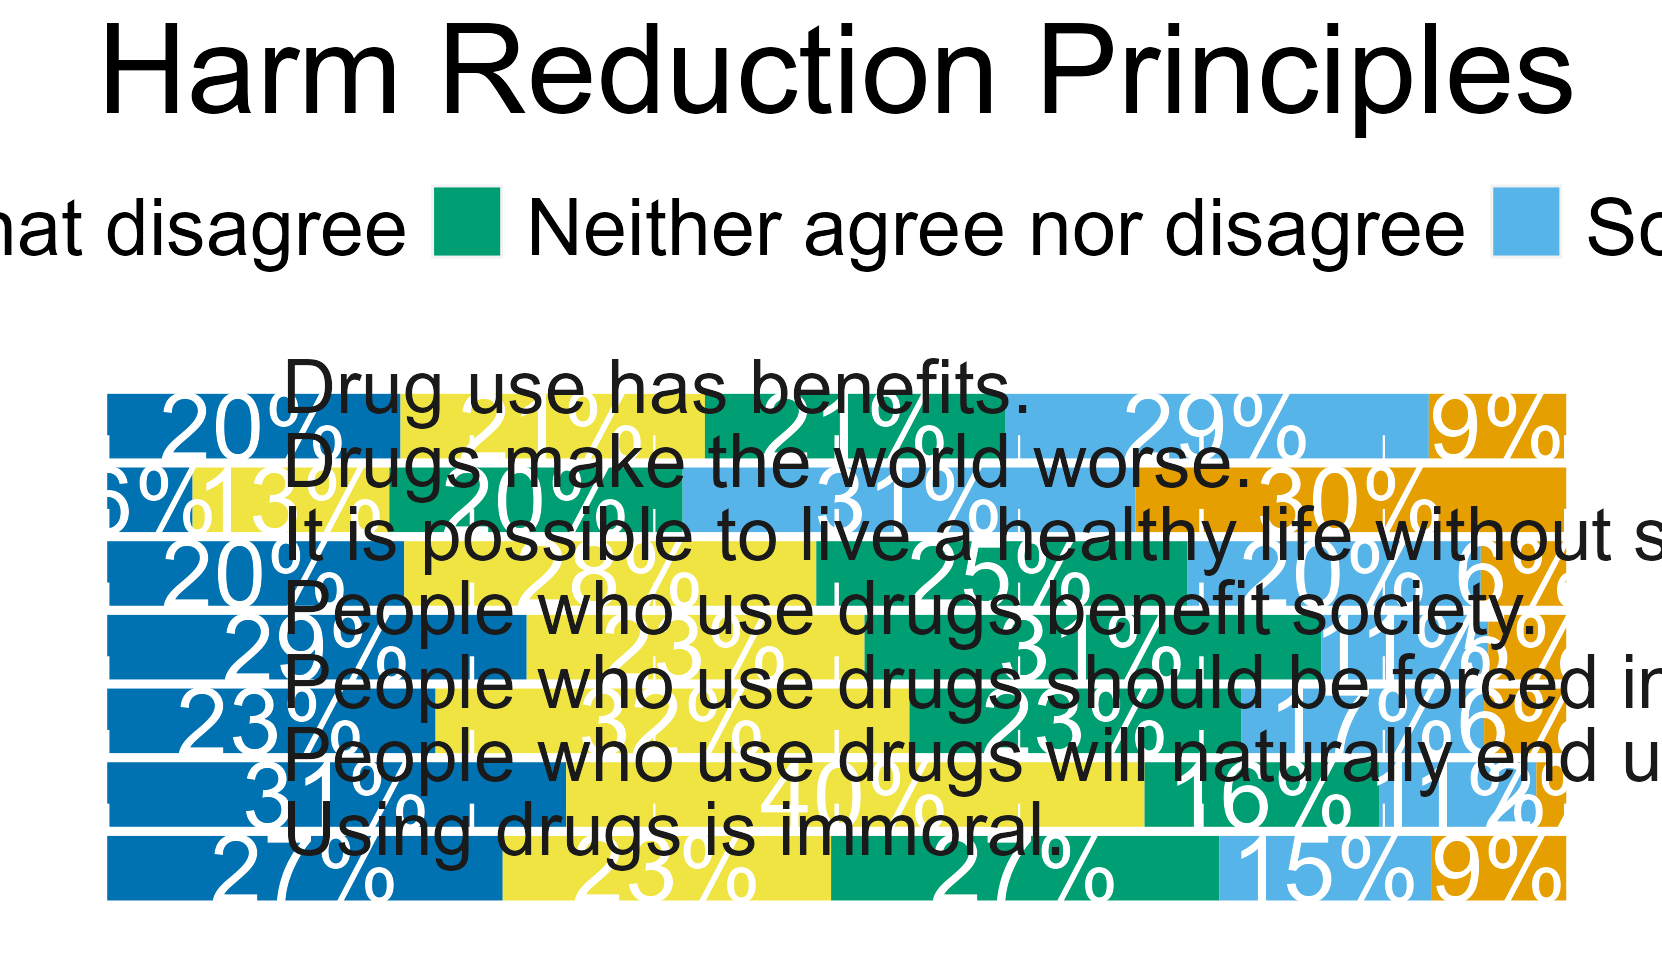 Harm Reduction Principles
hat disagree Neither agree nor disagree So
Drug use has benefits.
20% 21% 21% 29% 9%
Drugs make the world worse.
6% 13% 20% 31% 30%
It is possible to live a healthy life without s
20% 28% 25% 20% 6%
People who use drugs benefit society.
29% 23% 31% 11%
People who use drugs should be forced in
23% 32% 23% 17% 6%
People who use drugs will naturally end u
31% 40% 16% 11%
Using drugs is immoral.
27% 23% 27% 15% 9%